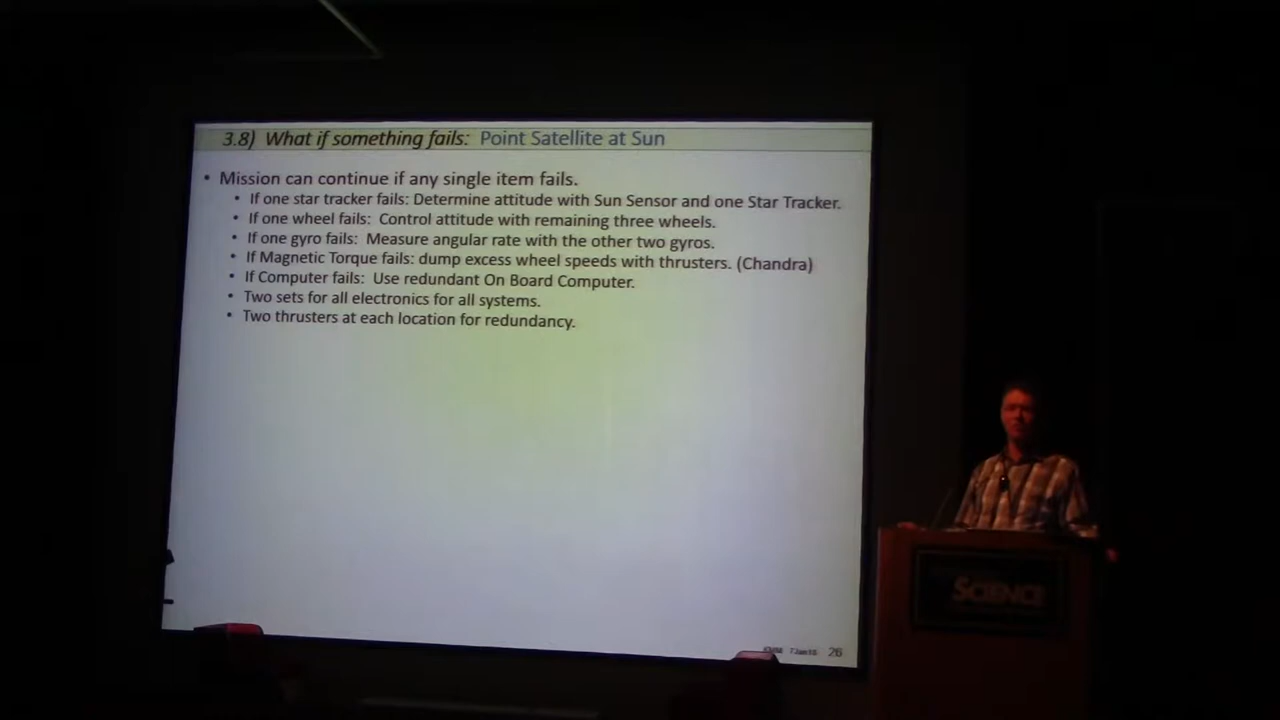 3.8) What if something fails: Point Satellite at Sun
• Mission can continue if any single item fails.
• If one star tracker fails: Determine attitude with Sun Sensor and one Star Tracker.
• If one wheel fails: Control attitude with remaining three wheels.
• If one gyro fails: Measure angular rate with the other two gyros.
• If Magnetic Torque fails: dump excess wheel speeds with thrusters. (Chandra)
• If Computer fails: Use redundant On Board Computer.
• Two sets for all electronics for all systems.
• Two thrusters at each location for redundancy.
26
SCIENCE